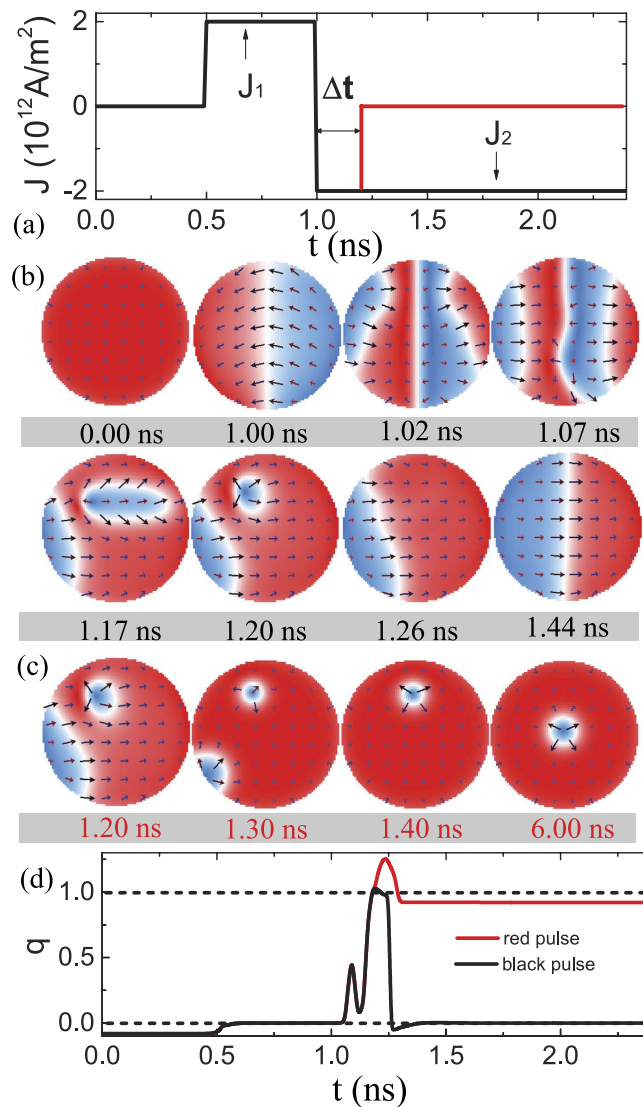 2
0
-2
J (10¹² A/m²)
J₁
Δt
J₂
0.0 0.5 1.0 1.5 2.0
t (ns)
(a)
(b)
0.00 ns 1.00 ns 1.02 ns 1.07 ns
1.17 ns 1.20 ns 1.26 ns 1.44 ns
(c)
1.20 ns 1.30 ns 1.40 ns 6.00 ns
(d)
1.0
0.5
0.0
q
red pulse
black pulse
0.0 0.5 1.0 1.5 2.0
t (ns)